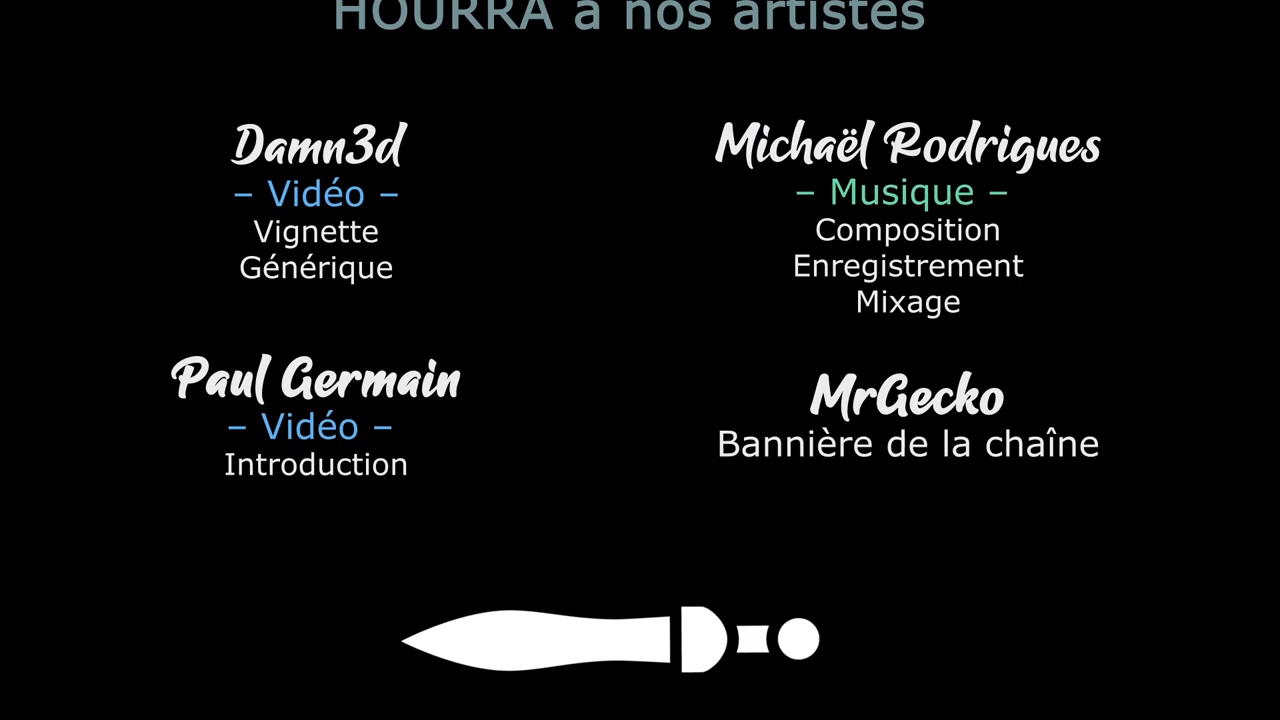 HOURRA à nos artistes
Damn3d
– Vidéo –
Vignette
Générique
Michaël Rodrigues
– Musique –
Composition
Enregistrement
Mixage
Paul Germain
– Vidéo –
Introduction
MrGecko
Bannière de la chaîne